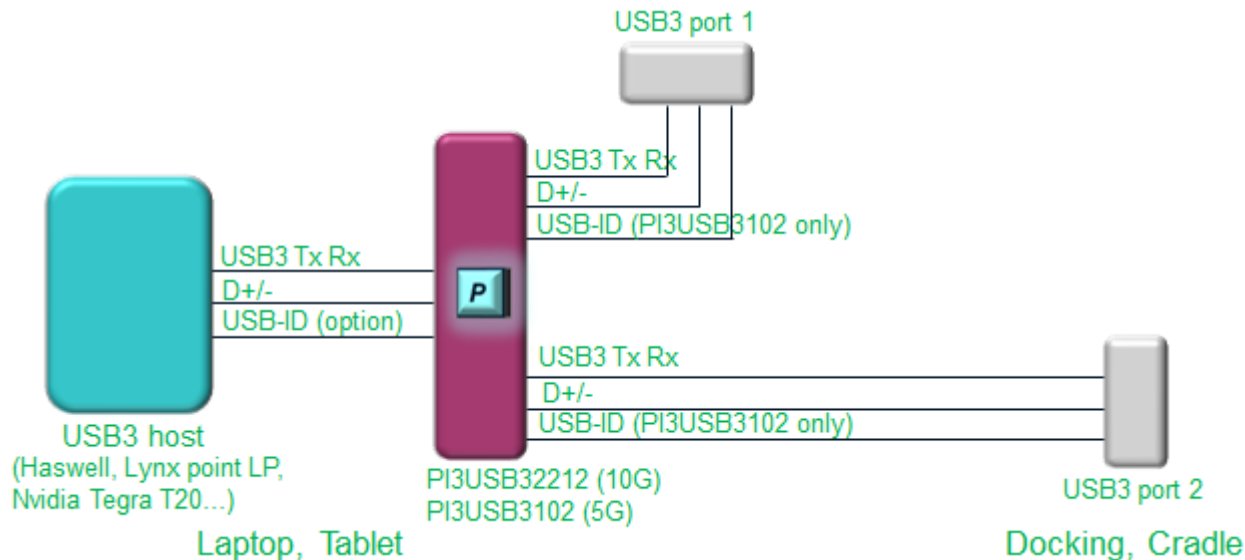 USB3 port 1
USB3 Tx Rx
D+/-
USB-ID (PI3USB3102 only)
USB3 Tx Rx
D+/-
USB-ID (option)
P
USB3 Tx Rx
D+/-
USB-ID (PI3USB3102 only)
USB3 host
(Haswell, Lynx point LP,
Nvidia Tegra T20...)
PI3USB32212 (10G)
PI3USB3102 (5G)
USB3 port 2
Laptop, Tablet
Docking, Cradle